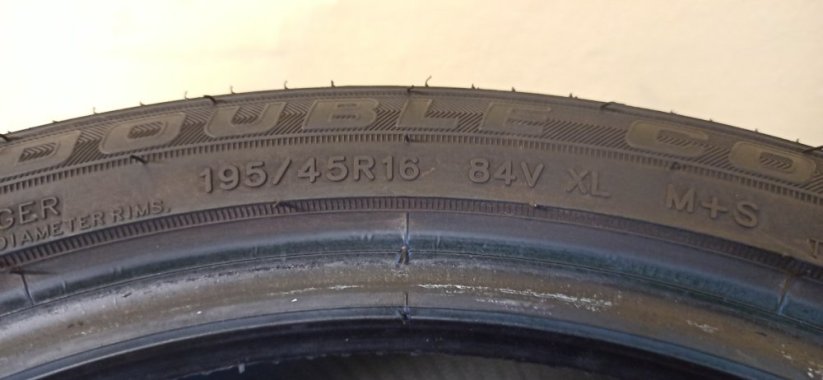 DOUBLE CO
195/45R16 84V XL M+S
GER
DIAMETER RIMS.